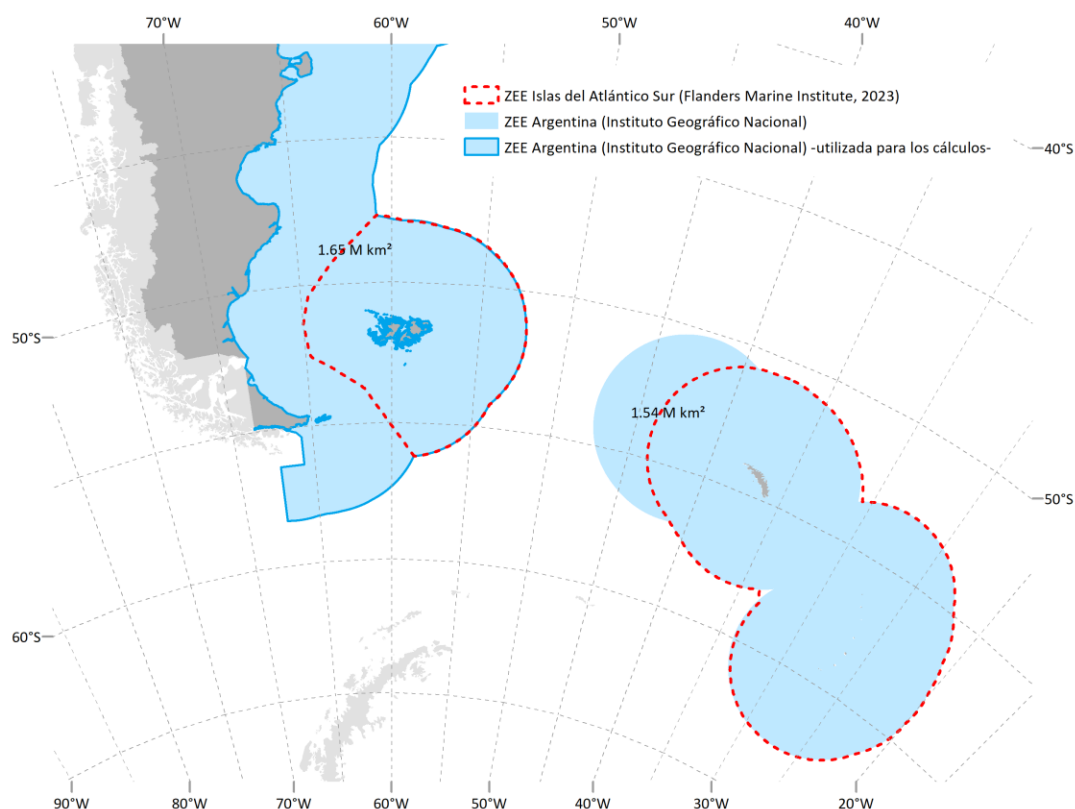 70°W 60°W 50°W 40°W
ZEE Islas del Atlántico Sur (Flanders Marine Institute, 2023)
ZEE Argentina (Instituto Geográfico Nacional)
ZEE Argentina (Instituto Geográfico Nacional) -utilizada para los cálculos-
40°S
1.65 M km²
50°S
1.54 M km²
50°S
60°S
90°W 80°W 70°W 60°W 50°W 40°W 30°W 20°W